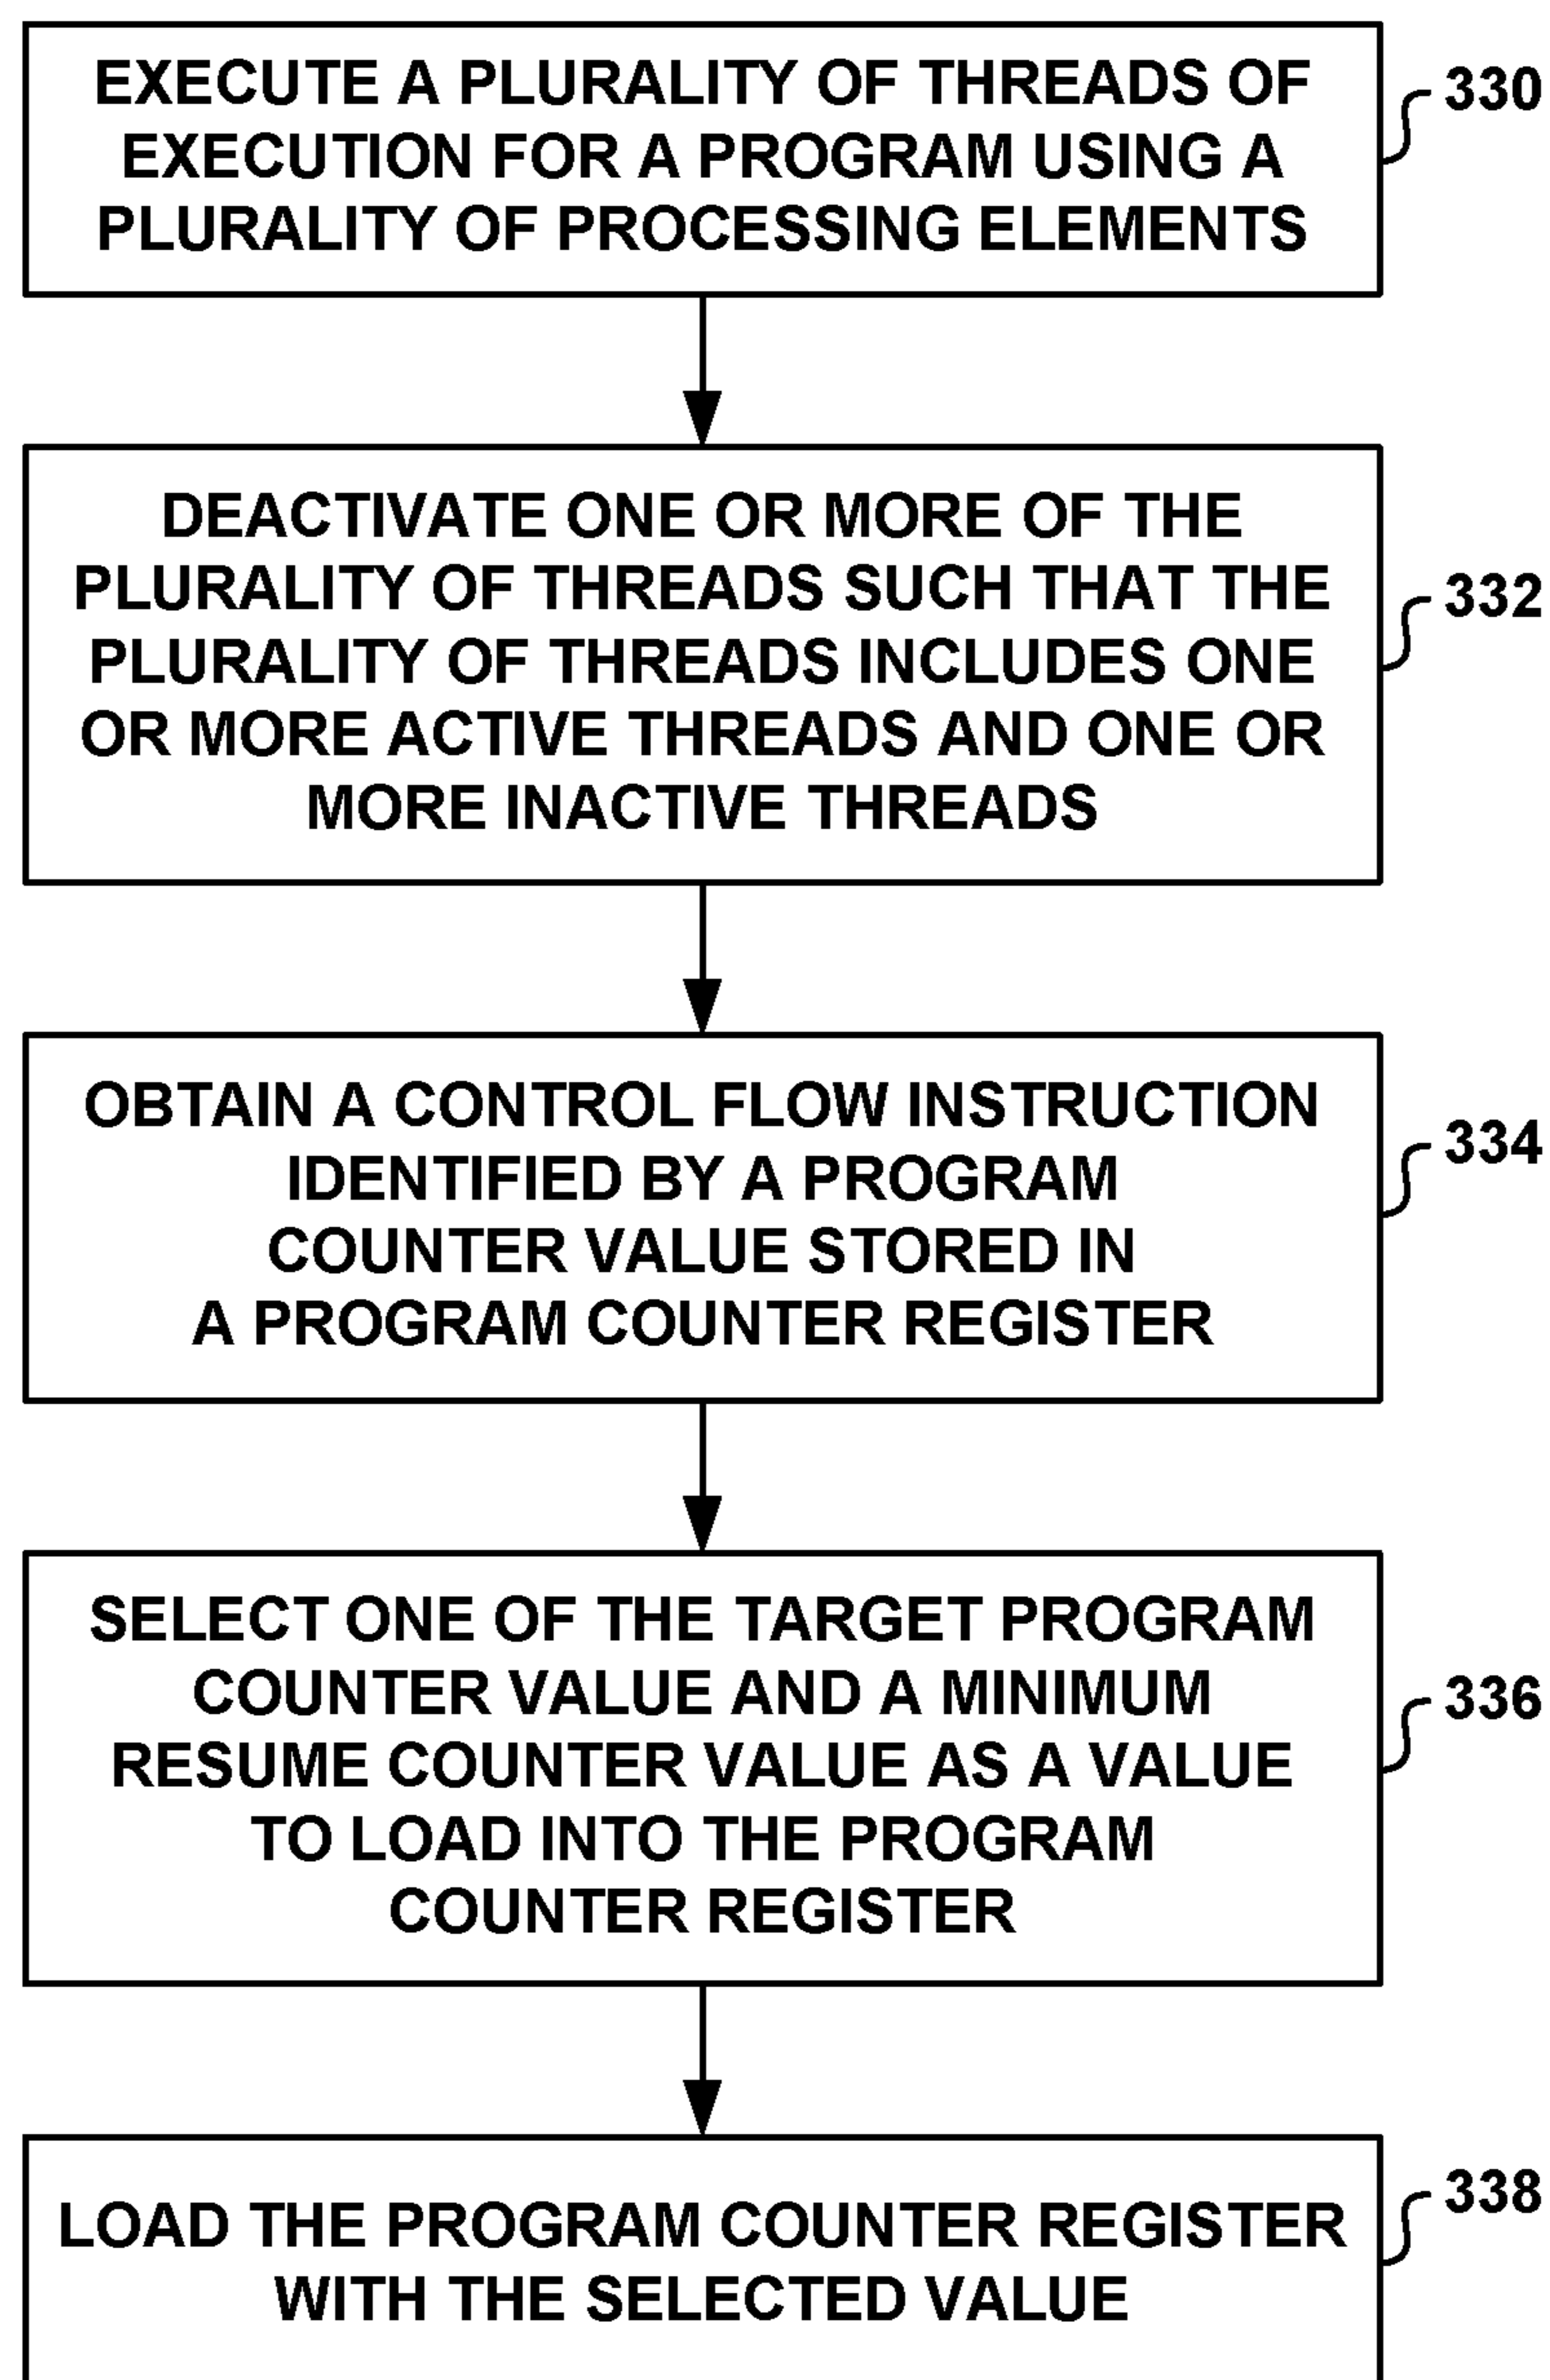 EXECUTE A PLURALITY OF THREADS OF
EXECUTION FOR A PROGRAM USING A
PLURALITY OF PROCESSING ELEMENTS
330
DEACTIVATE ONE OR MORE OF THE
PLURALITY OF THREADS SUCH THAT THE
PLURALITY OF THREADS INCLUDES ONE
OR MORE ACTIVE THREADS AND ONE OR
MORE INACTIVE THREADS
332
OBTAIN A CONTROL FLOW INSTRUCTION
IDENTIFIED BY A PROGRAM
COUNTER VALUE STORED IN
A PROGRAM COUNTER REGISTER
334
SELECT ONE OF THE TARGET PROGRAM
COUNTER VALUE AND A MINIMUM
RESUME COUNTER VALUE AS A VALUE
TO LOAD INTO THE PROGRAM
COUNTER REGISTER
336
LOAD THE PROGRAM COUNTER REGISTER
WITH THE SELECTED VALUE
338